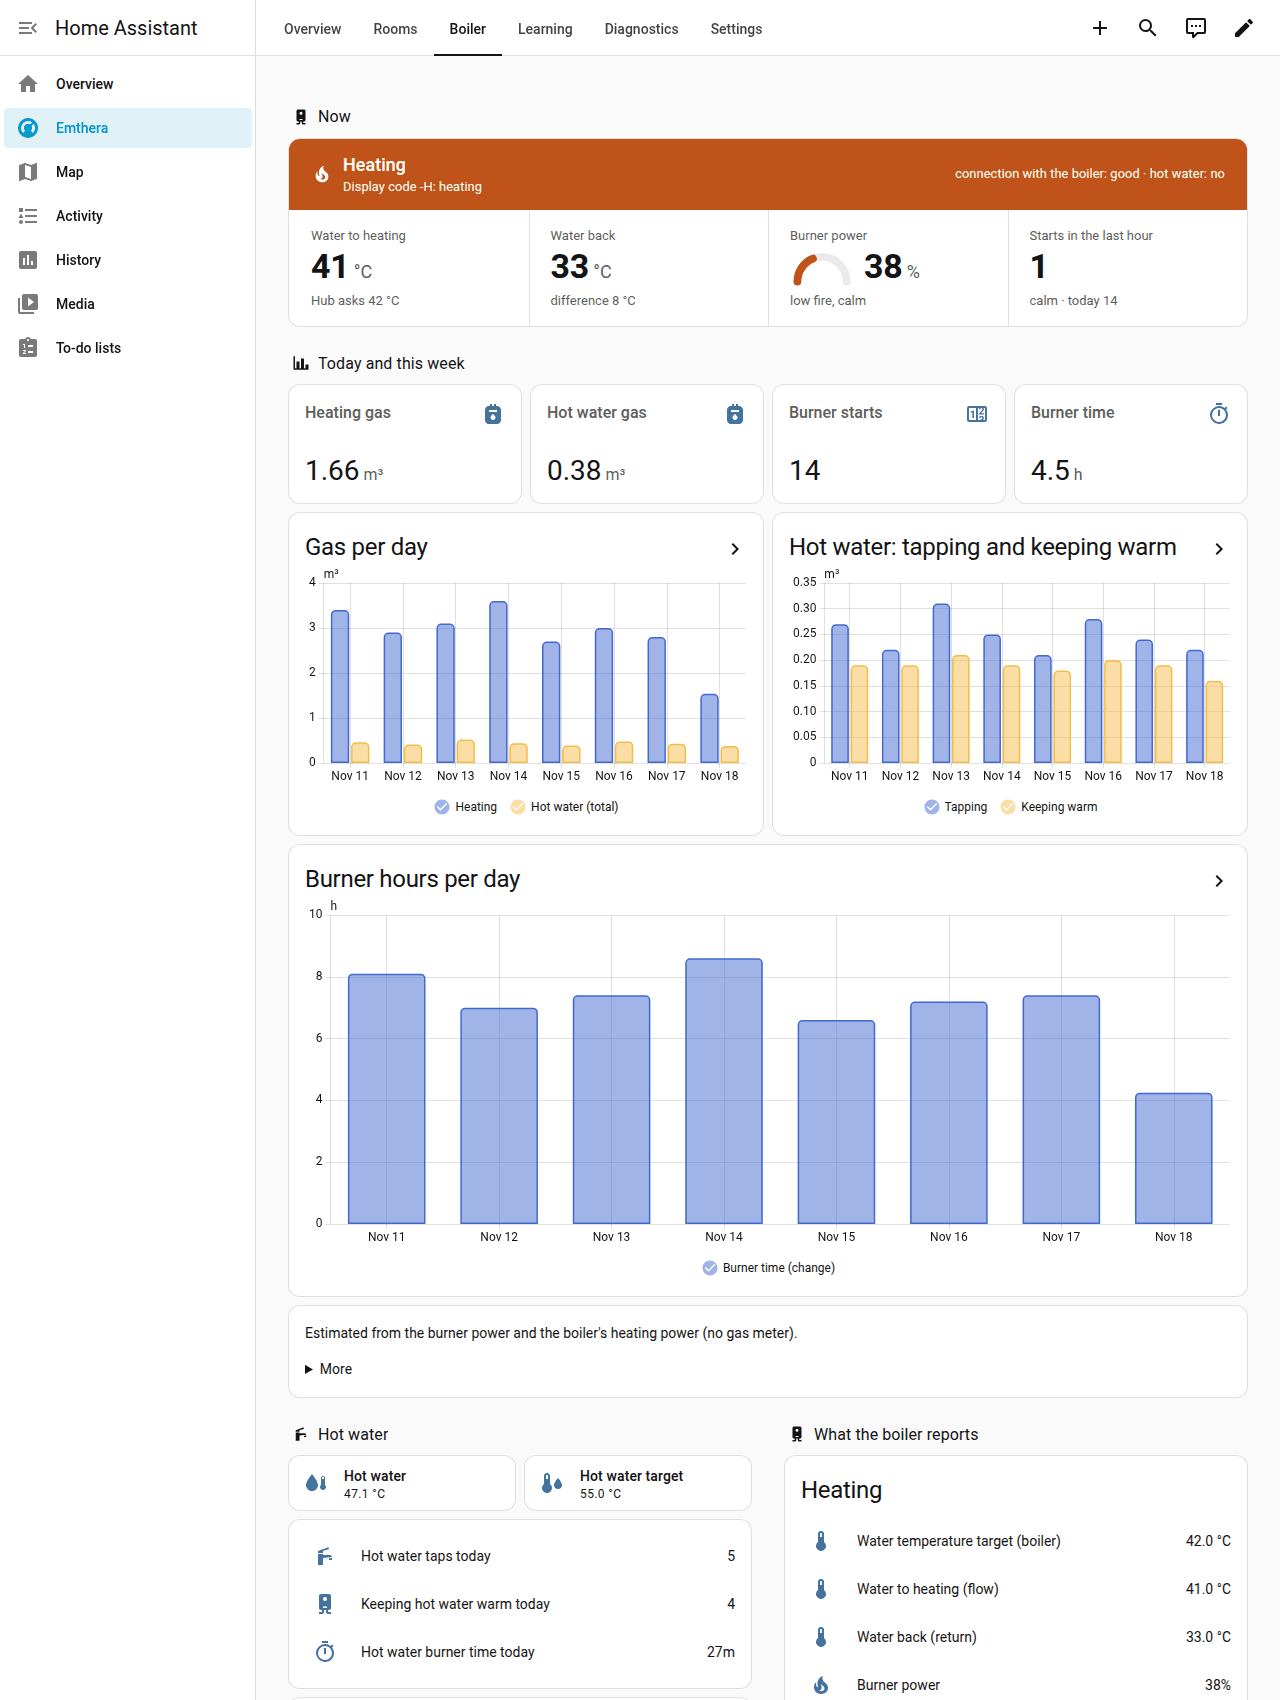 Home Assistant
Overview
Rooms
Boiler
Learning
Diagnostics
Settings
Overview
Emthera
Map
Activity
History
Media
To-do lists
Now
Heating
Display code -H: heating
connection with the boiler: good · hot water: no
Water to heating
41 °C
Hub asks 42 °C
Water back
33 °C
difference 8 °C
Burner power
38 %
low fire, calm
Starts in the last hour
1
calm · today 14
Today and this week
Heating gas
1.66 m³
Hot water gas
0.38 m³
Burner starts
14
Burner time
4.5 h
Gas per day
m³
4
3
2
1
0
Nov 11 Nov 12 Nov 13 Nov 14 Nov 15 Nov 16 Nov 17 Nov 18
Heating Hot water (total)
Hot water: tapping and keeping warm
m³
0.35
0.30
0.25
0.20
0.15
0.10
0.05
0
Nov 11 Nov 12 Nov 13 Nov 14 Nov 15 Nov 16 Nov 17 Nov 18
Tapping Keeping warm
Burner hours per day
h
10
8
6
4
2
0
Nov 11 Nov 12 Nov 13 Nov 14 Nov 15 Nov 16 Nov 17 Nov 18
Burner time (change)
Estimated from the burner power and the boiler's heating power (no gas meter).
More
Hot water
Hot water
47.1 °C
Hot water target
55.0 °C
Hot water taps today 5
Keeping hot water warm today 4
Hot water burner time today 27m
What the boiler reports
Heating
Water temperature target (boiler) 42.0 °C
Water to heating (flow) 41.0 °C
Water back (return) 33.0 °C
Burner power 38%